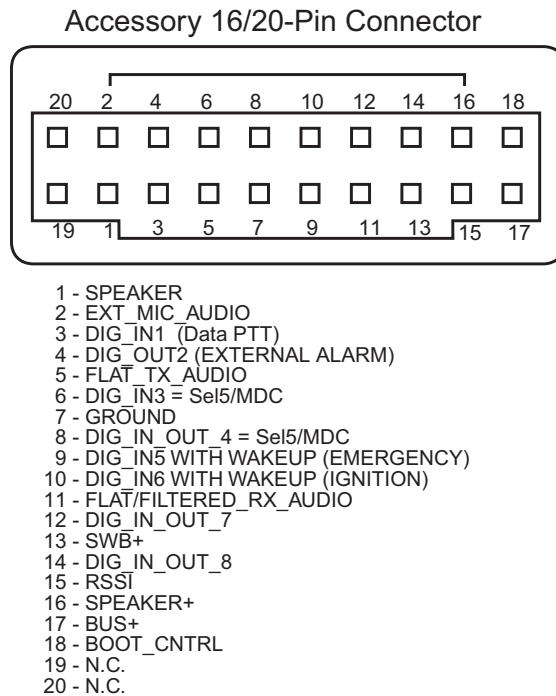 Accessory 16/20-Pin Connector
20 2 4 6 8 10 12 14 16 18
19 1 3 5 7 9 11 13 15 17
1 - SPEAKER
2 - EXT_MIC_AUDIO
3 - DIG_IN1 (Data PTT)
4 - DIG_OUT2 (EXTERNAL ALARM)
5 - FLAT_TX_AUDIO
6 - DIG_IN3 = Sel5/MDC
7 - GROUND
8 - DIG_IN_OUT_4 = Sel5/MDC
9 - DIG_IN5 WITH WAKEUP (EMERGENCY)
10 - DIG_IN6 WITH WAKEUP (IGNITION)
11 - FLAT/FILTERED_RX_AUDIO
12 - DIG_IN_OUT_7
13 - SWB+
14 - DIG_IN_OUT_8
15 - RSSI
16 - SPEAKER+
17 - BUS+
18 - BOOT_CNTRL
19 - N.C.
20 - N.C.